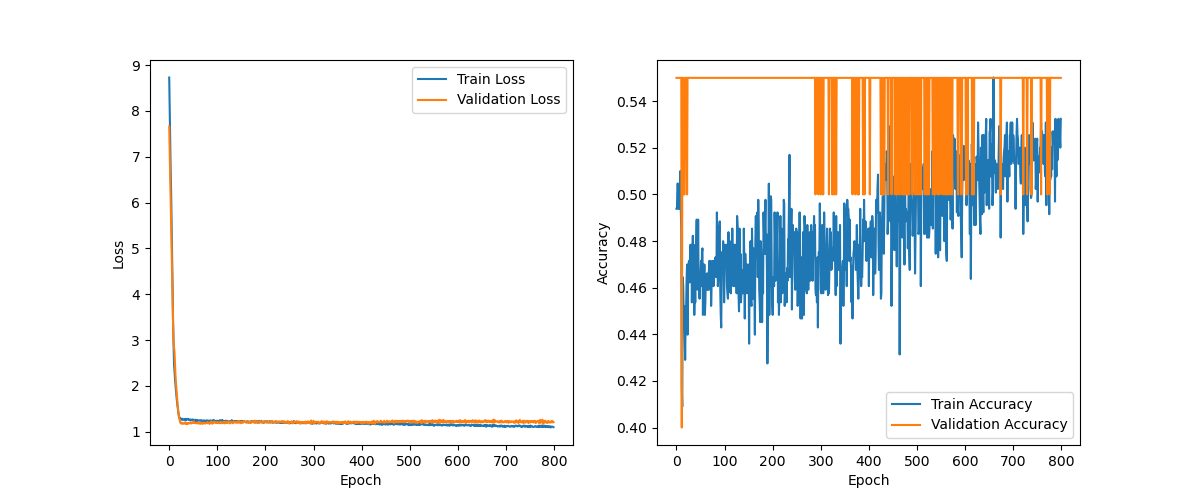 9
8
7
6
5
4
3
2
1
Loss
0 100 200 300 400 500 600 700 800
Epoch
Train Loss
Validation Loss
0.54
0.52
0.50
0.48
0.46
0.44
0.42
0.40
Accuracy
0 100 200 300 400 500 600 700 800
Epoch
Train Accuracy
Validation Accuracy